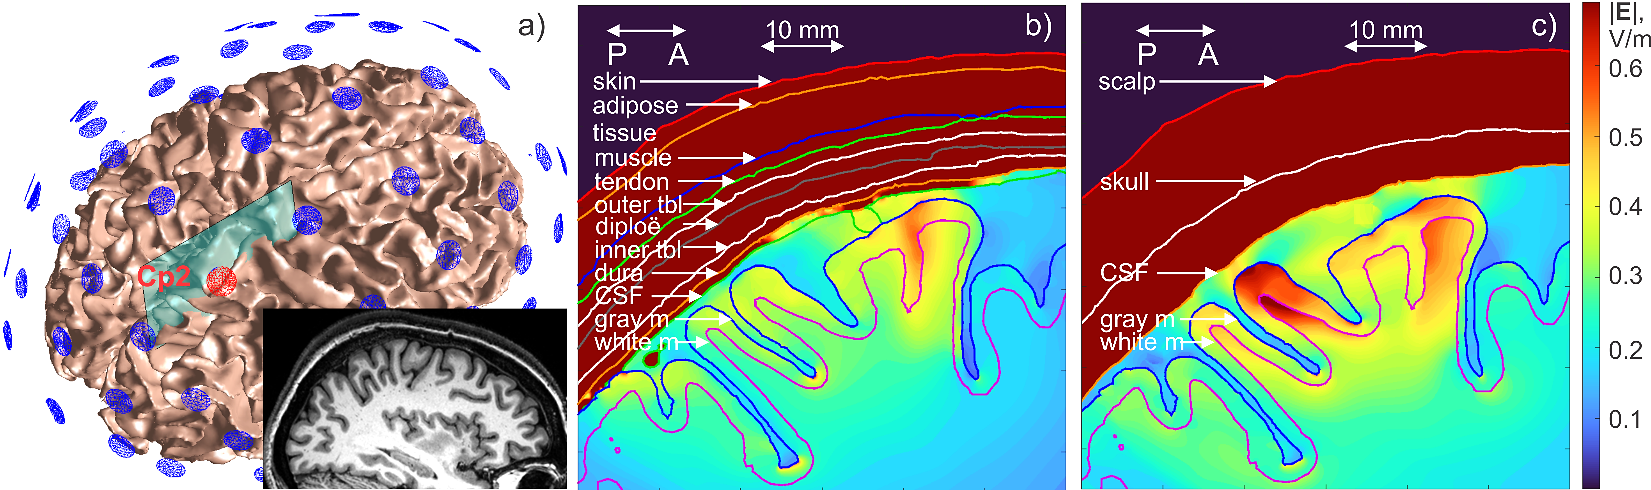 a)
Cp2
b)
10 mm
P A
skin
adipose
tissue
muscle
tendon
outer tbl
diploë
inner tbl
dura
CSF
gray m
white m
c)
10 mm
P A
scalp
skull
CSF
gray m
white m
|E|,
V/m
0.6
0.5
0.4
0.3
0.2
0.1